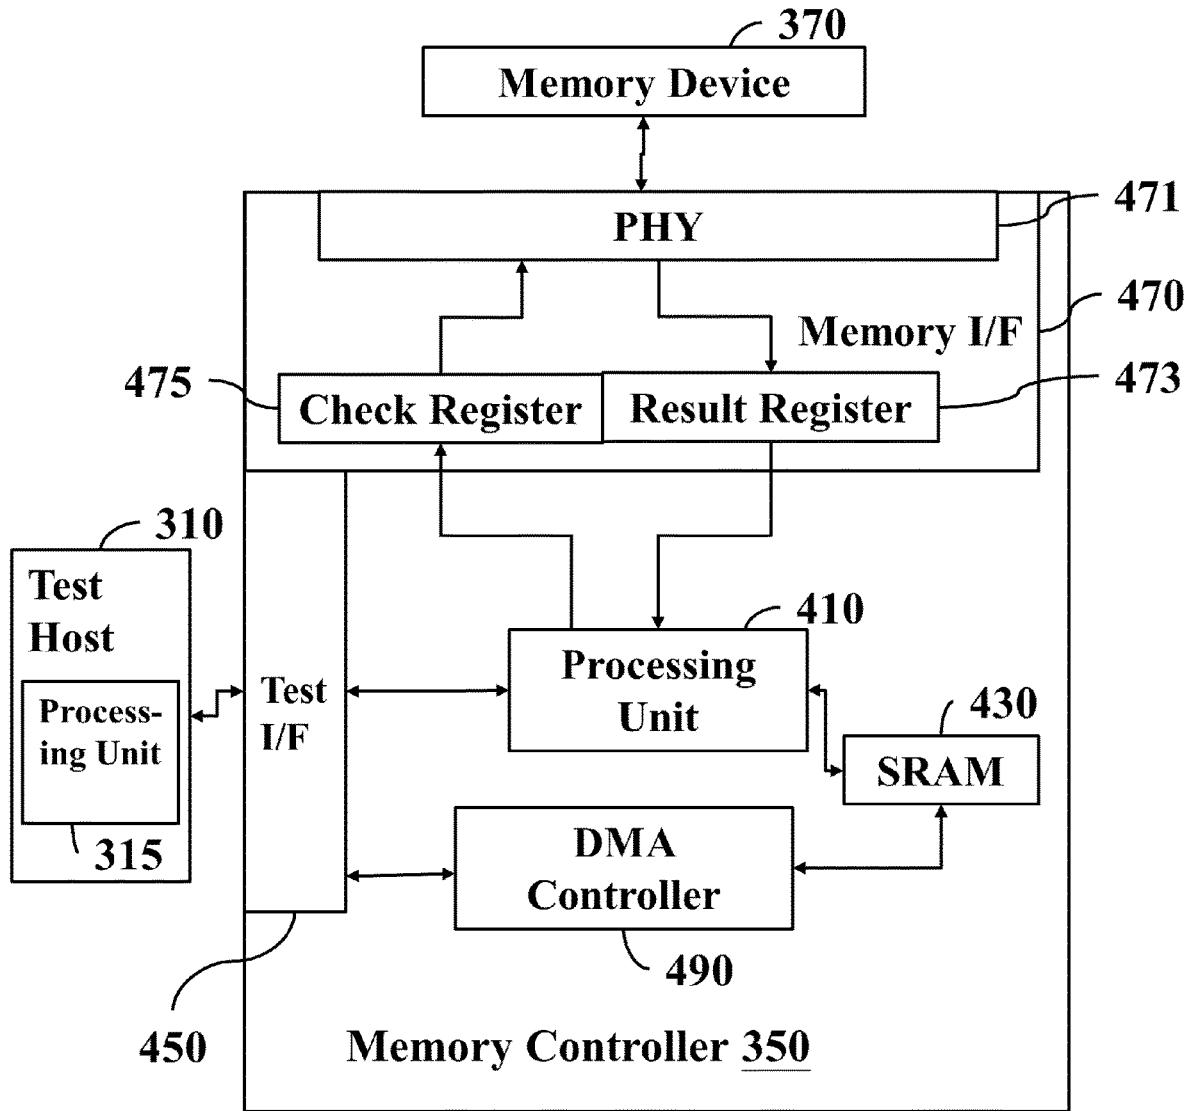 370
Memory Device
471
PHY
470
Memory I/F
475
473
Check Register
Result Register
310
Test
Host
410
Processing
Unit
Test
I/F
Process-
ing Unit
430
SRAM
315
DMA
Controller
490
450
Memory Controller 350